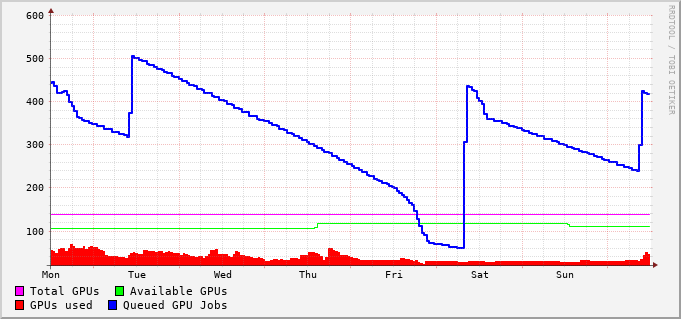 600
500
400
300
200
100
Mon Tue Wed Thu Fri Sat Sun
Total GPUs Available GPUs
GPUs used Queued GPU Jobs
RRDTOOL / TOBI OETIKER